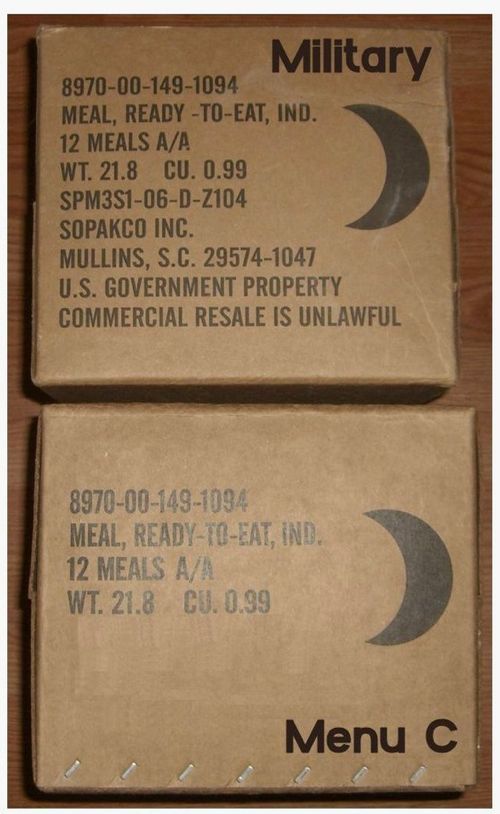 Military
8970-00-149-1094
MEAL, READY -TO-EAT, IND.
12 MEALS A/A
WT. 21.8 CU. 0.99
SPM3S1-06-D-Z104
SOPAKCO INC.
MULLINS, S.C. 29574-1047
U.S. GOVERNMENT PROPERTY
COMMERCIAL RESALE IS UNLAWFUL
8970-00-149-1094
MEAL, READY-TO-EAT, IND.
12 MEALS A/A
WT. 21.8 CU. 0.99
Menu C